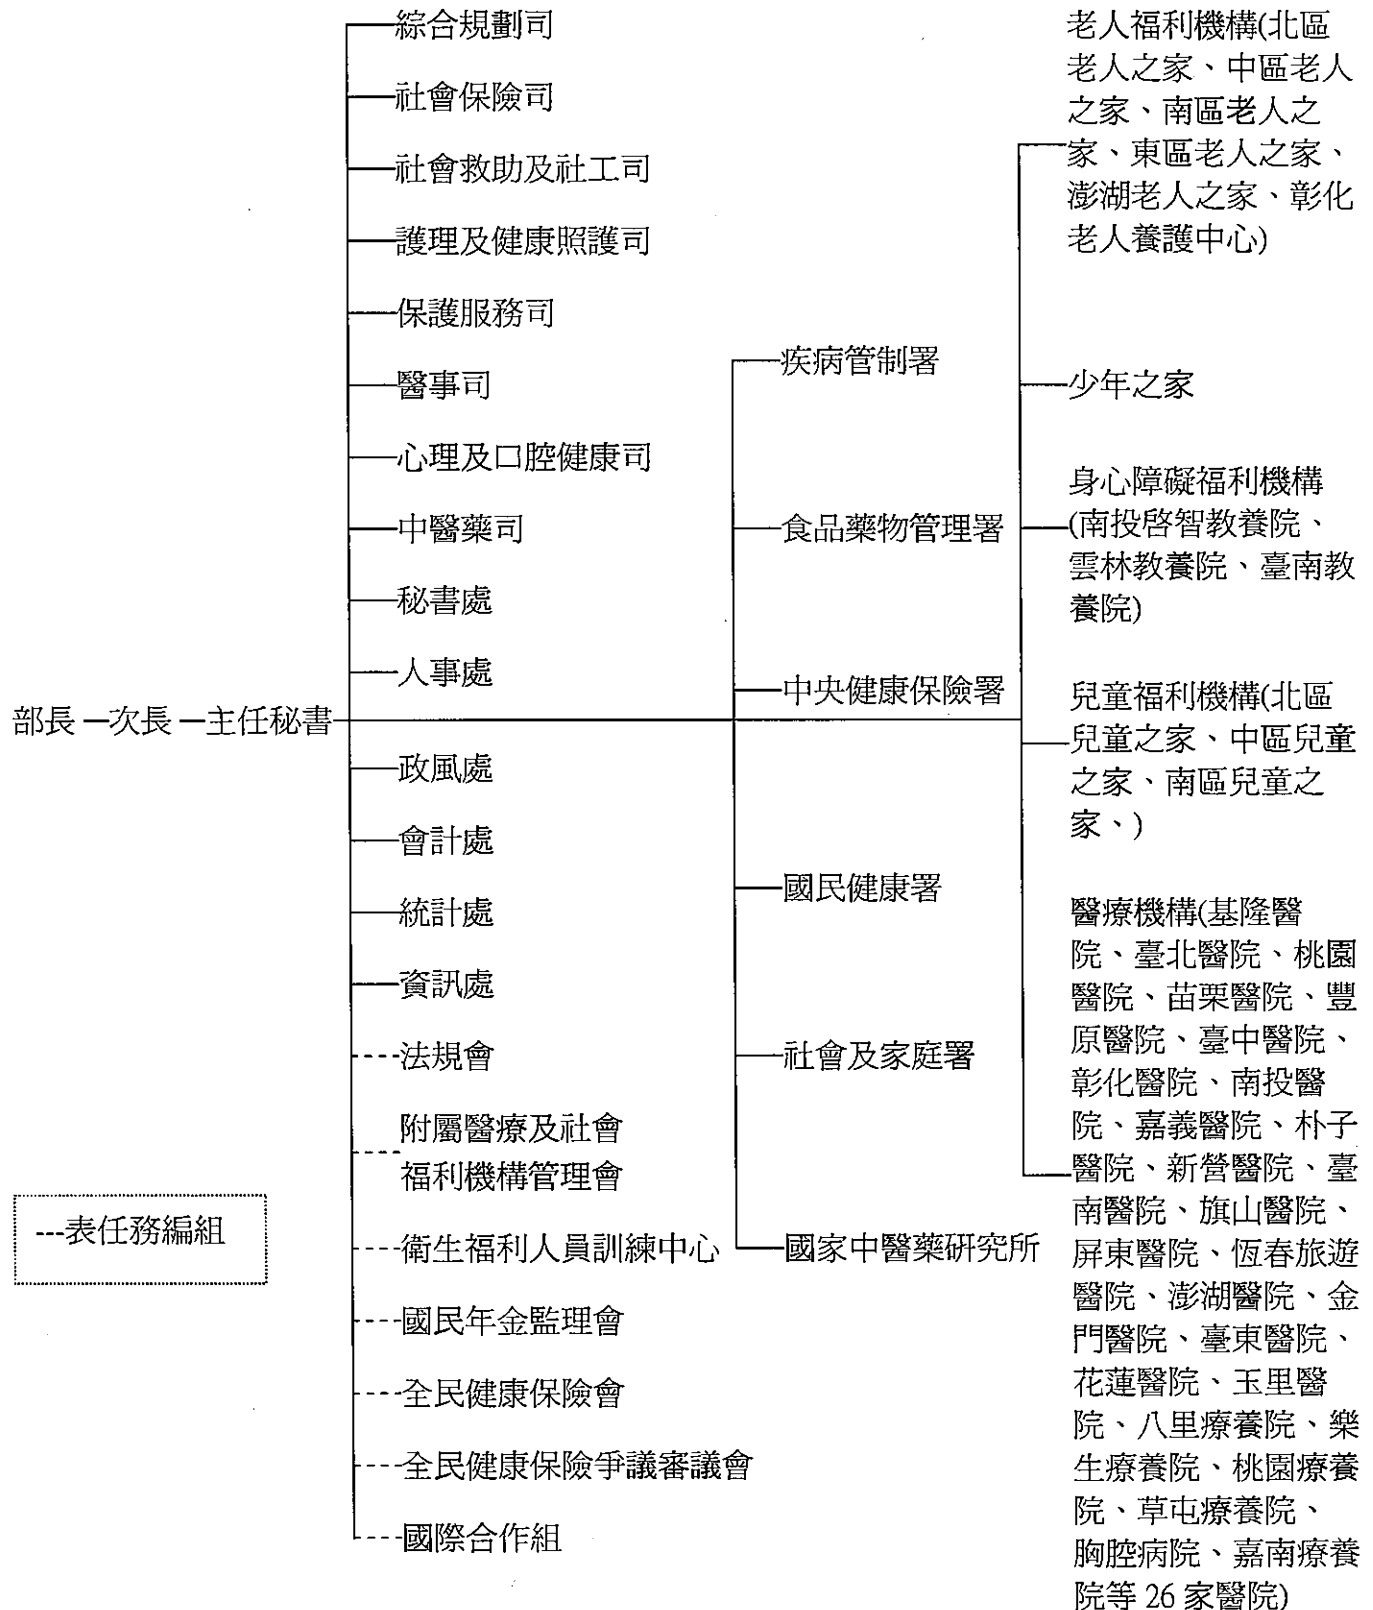 部長一次長一主任秘書
綜合規劃司
社會保險司
社會救助及社工司
護理及健康照護司
保護服務司
醫事司
心理及口腔健康司
中醫藥司
秘書處
人事處
政風處
會計處
統計處
資訊處
法規會
附屬醫療及社會
福利機構管理會
衛生福利人員訓練中心
國民年金監理會
全民健康保險會
全民健康保險爭議審議會
國際合作組
疾病管制署
食品藥物管理署
中央健康保險署
國民健康署
社會及家庭署
國家中醫藥研究所
老人福利機構(北區
老人之家、中區老人
之家、南區老人之
家、東區老人之家、
澎湖老人之家、彰化
老人養護中心)
少年之家
身心障礙福利機構
(南投啓智教養院、
雲林教養院、臺南教
養院)
兒童福利機構(北區
兒童之家、中區兒童
之家、南區兒童之
家、)
醫療機構(基隆醫
院、臺北醫院、桃園
醫院、苗栗醫院、豐
原醫院、臺中醫院、
彰化醫院、南投醫
院、嘉義醫院、朴子
醫院、新營醫院、臺
南醫院、旗山醫院、
屏東醫院、恆春旅遊
醫院、澎湖醫院、金
門醫院、臺東醫院、
花蓮醫院、玉里醫
院、八里療養院、樂
生療養院、桃園療養
院、草屯療養院、
胸腔病院、嘉南療養
院等 26 家醫院)
---表任務編組